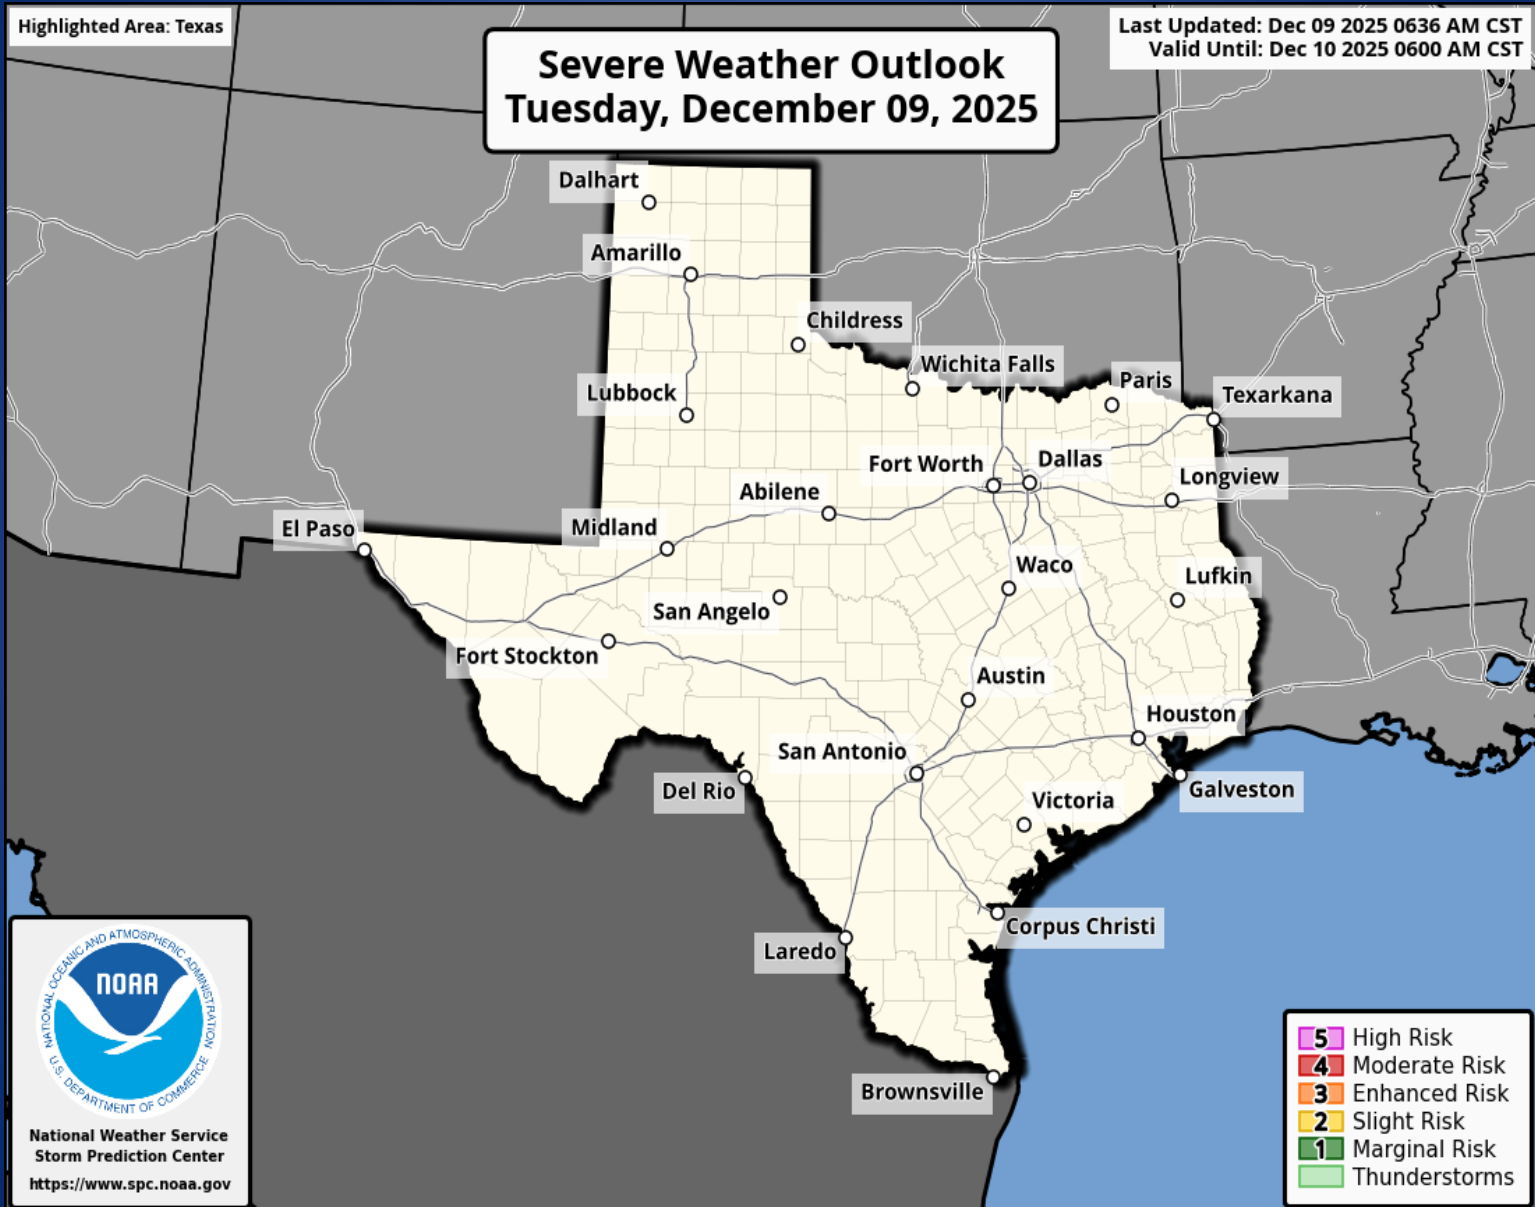 Highlighted Area: Texas
Severe Weather Outlook
Tuesday, December 09, 2025
Last Updated: Dec 09 2025 0636 AM CST
Valid Until: Dec 10 2025 0600 AM CST
Dalhart
Amarillo
Childress
Wichita Falls
Paris
Texarkana
Lubbock
Fort Worth
Dallas
Longview
Abilene
El Paso
Midland
Waco
Lufkin
San Angelo
Fort Stockton
Austin
Houston
San Antonio
Del Rio
Galveston
Victoria
Corpus Christi
Laredo
Brownsville
NATIONAL OCEANIC AND ATMOSPHERIC ADMINISTRATION
NOAA
U.S. DEPARTMENT OF COMMERCE
National Weather Service
Storm Prediction Center
https://www.spc.noaa.gov
5 High Risk
4 Moderate Risk
3 Enhanced Risk
2 Slight Risk
1 Marginal Risk
Thunderstorms